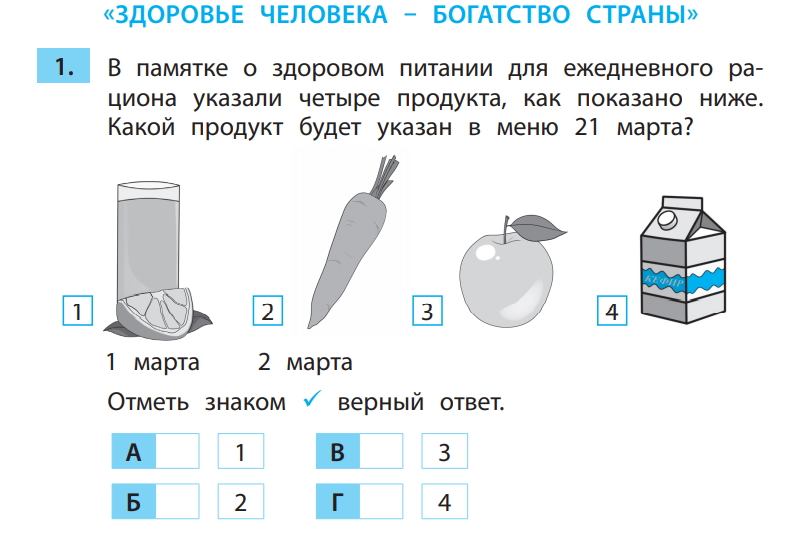 «ЗДОРОВЬЕ ЧЕЛОВЕКА – БОГАТСТВО СТРАНЫ»
1. В памятке о здоровом питании для ежедневного ра-
циона указали четыре продукта, как показано ниже.
Какой продукт будет указан в меню 21 марта?
КЕФИР
1 2 3 4
1 марта 2 марта
Отметь знаком ✓ верный ответ.
А 1 В 3
Б 2 Г 4